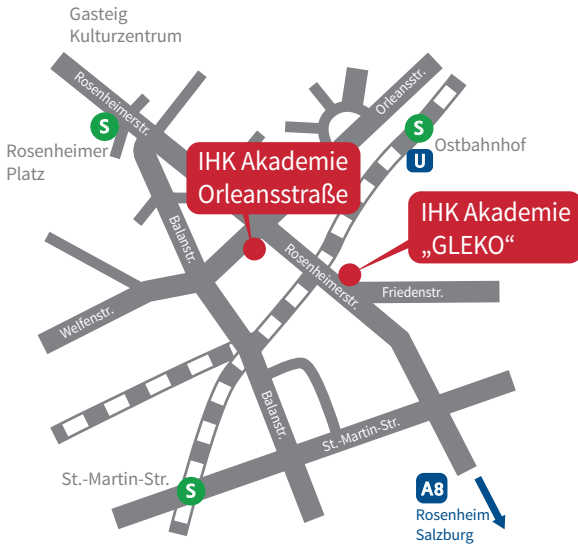 Gasteig
Kulturzentrum
Rosenheimerstr.
Orleansstr.
S
S
Rosenheimer
Platz
Ostbahnhof
U
IHK Akademie
Orleansstraße
IHK Akademie
„GLEKO“
Balanstr.
Rosenheimerstr.
Friedenstr.
Welfenstr.
Balanstr.
St.-Martin-Str.
St.-Martin-Str.
S
A8
Rosenheim
Salzburg